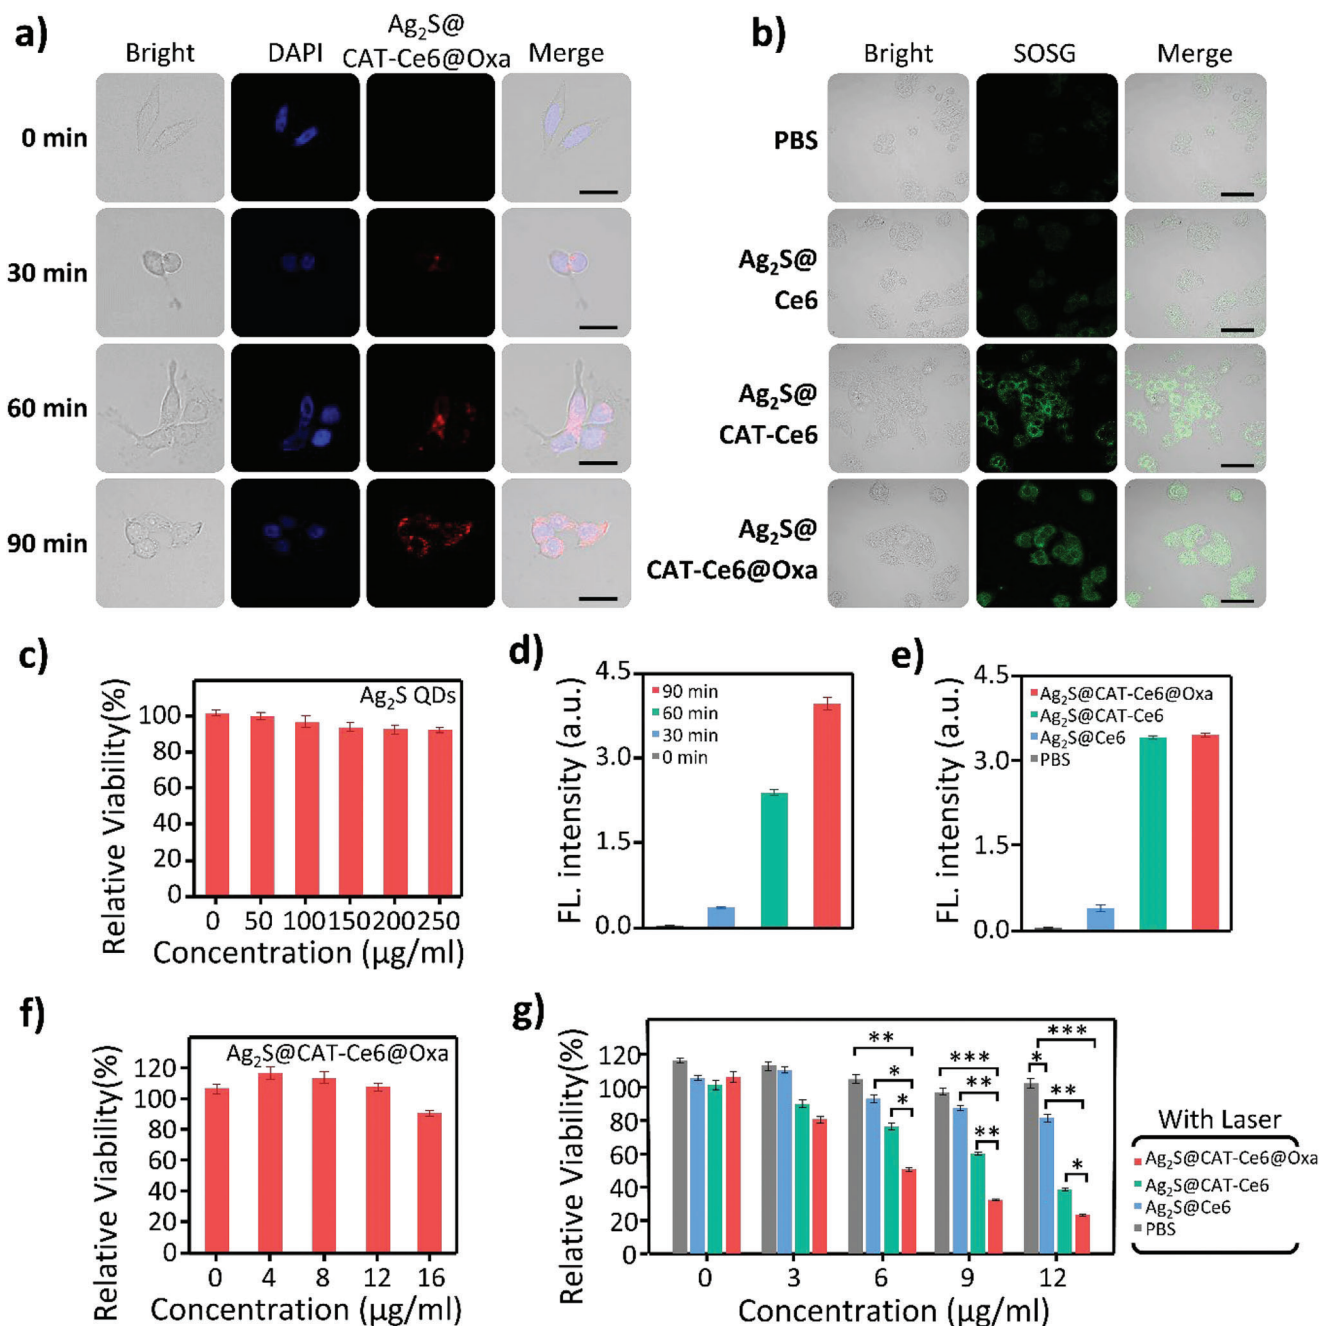 a)
Bright
DAPI
Ag₂S@
CAT-Ce6@Oxa
Merge
0 min
30 min
60 min
90 min
b)
Bright
SOSG
Merge
PBS
Ag₂S@
Ce6
Ag₂S@
CAT-Ce6
Ag₂S@
CAT-Ce6@Oxa
c)
Relative Viability(%)
100
80
60
40
20
0
Ag₂S QDs
0 50 100 150 200 250
Concentration (μg/ml)
d)
FL. intensity (a.u.)
4.5
3.0
1.5
0.0
90 min
60 min
30 min
0 min
e)
FL. intensity (a.u.)
4.5
3.0
1.5
0.0
Ag₂S@CAT-Ce6@Oxa
Ag₂S@CAT-Ce6
Ag₂S@Ce6
PBS
f)
Relative Viability(%)
120
100
80
60
40
20
0
Ag₂S@CAT-Ce6@Oxa
0 4 8 12 16
Concentration (μg/ml)
g)
Relative Viability(%)
120
100
80
60
40
20
0
**
*
*
***
**
**
***
*
**
*
0 3 6 9 12
Concentration (μg/ml)
With Laser
Ag₂S@CAT-Ce6@Oxa
Ag₂S@CAT-Ce6
Ag₂S@Ce6
PBS